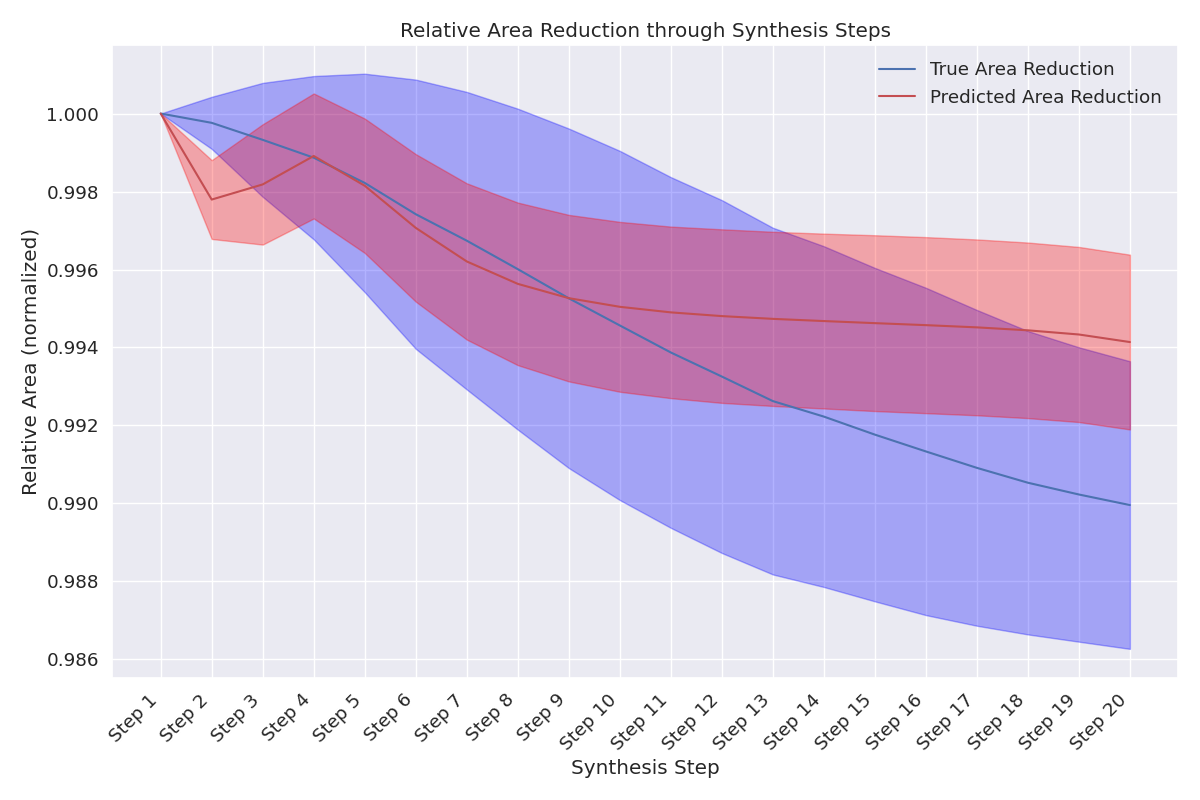 Relative Area Reduction through Synthesis Steps
True Area Reduction
Predicted Area Reduction
Relative Area (normalized)
1.000
0.998
0.996
0.994
0.992
0.990
0.988
0.986
Step 1
Step 2
Step 3
Step 4
Step 5
Step 6
Step 7
Step 8
Step 9
Step 10
Step 11
Step 12
Step 13
Step 14
Step 15
Step 16
Step 17
Step 18
Step 19
Step 20
Synthesis Step